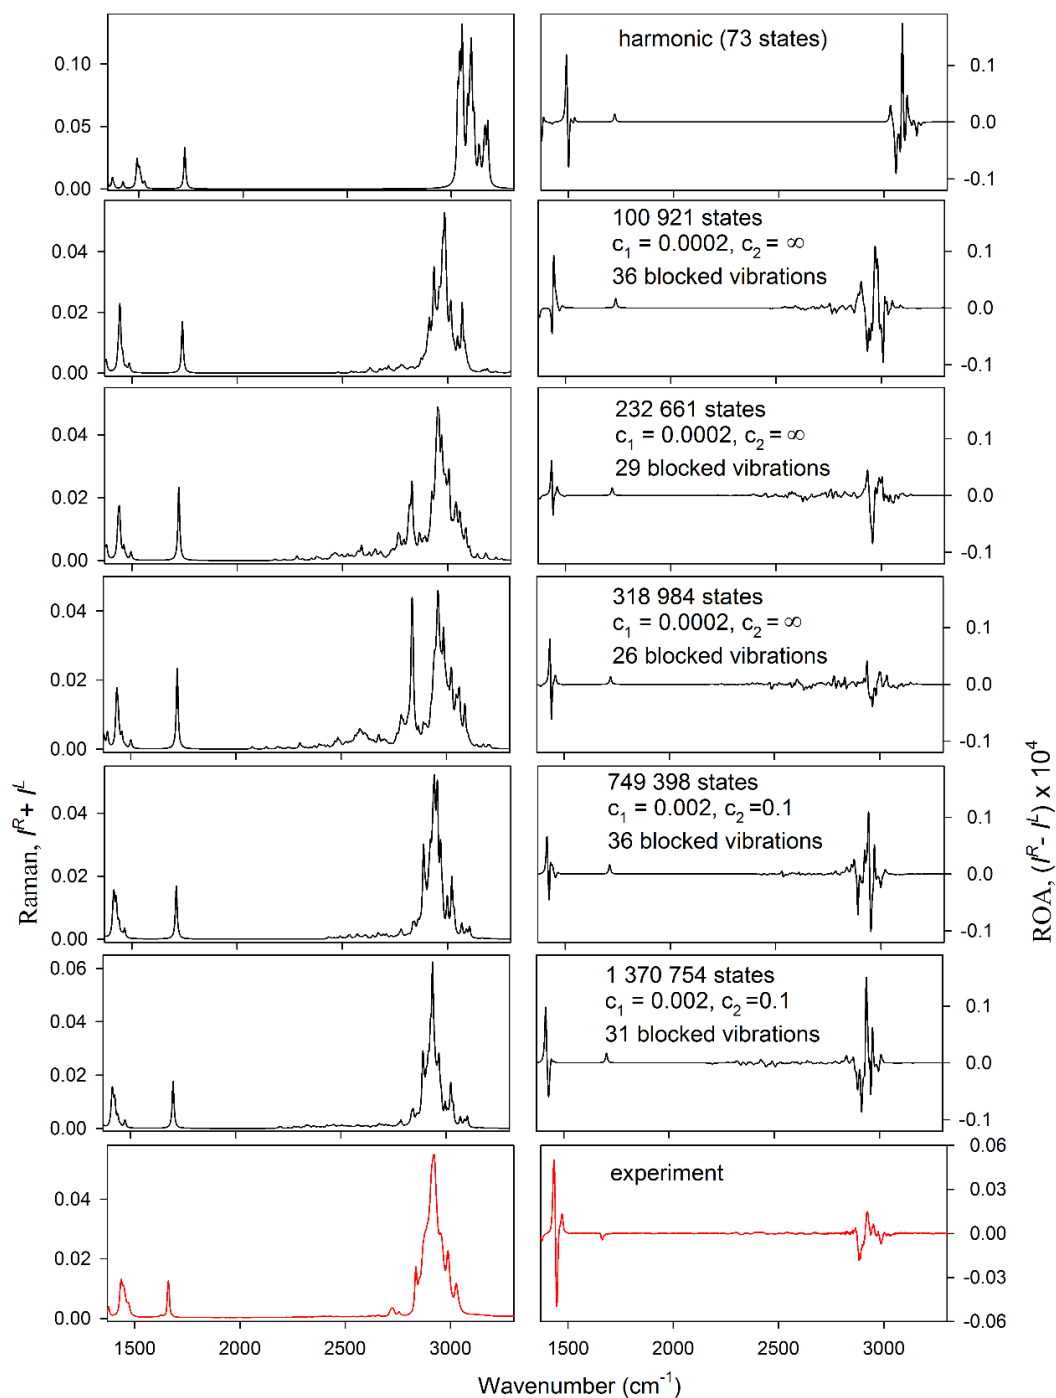 harmonic (73 states)
0.10
0.05
0.00
0.1
0.0
-0.1
100 921 states
c₁ = 0.0002, c₂ = ∞
36 blocked vibrations
0.04
0.02
0.00
0.1
0.0
-0.1
232 661 states
c₁ = 0.0002, c₂ = ∞
29 blocked vibrations
0.04
0.02
0.00
0.1
0.0
-0.1
318 984 states
c₁ = 0.0002, c₂ = ∞
26 blocked vibrations
0.04
0.02
0.00
0.1
0.0
-0.1
749 398 states
c₁ = 0.002, c₂ =0.1
36 blocked vibrations
0.04
0.02
0.00
0.1
0.0
-0.1
1 370 754 states
c₁ = 0.002, c₂ =0.1
31 blocked vibrations
0.06
0.04
0.02
0.00
0.1
0.0
-0.1
experiment
0.04
0.02
0.00
0.06
0.03
0.00
-0.03
-0.06
1500 2000 2500 3000
1500 2000 2500 3000
Wavenumber (cm⁻¹)
Raman, Iᴿ+ Iᴸ
ROA, (Iᴿ- Iᴸ) x 10⁴